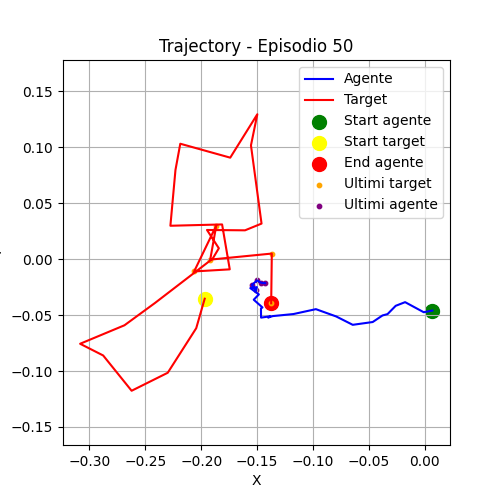 Trajectory - Episodio 50
Agente
Target
Start agente
Start target
End agente
Ultimi target
Ultimi agente
0.15
0.10
0.05
0.00
−0.05
−0.10
−0.15
−0.30 −0.25 −0.20 −0.15 −0.10 −0.05 0.00
X